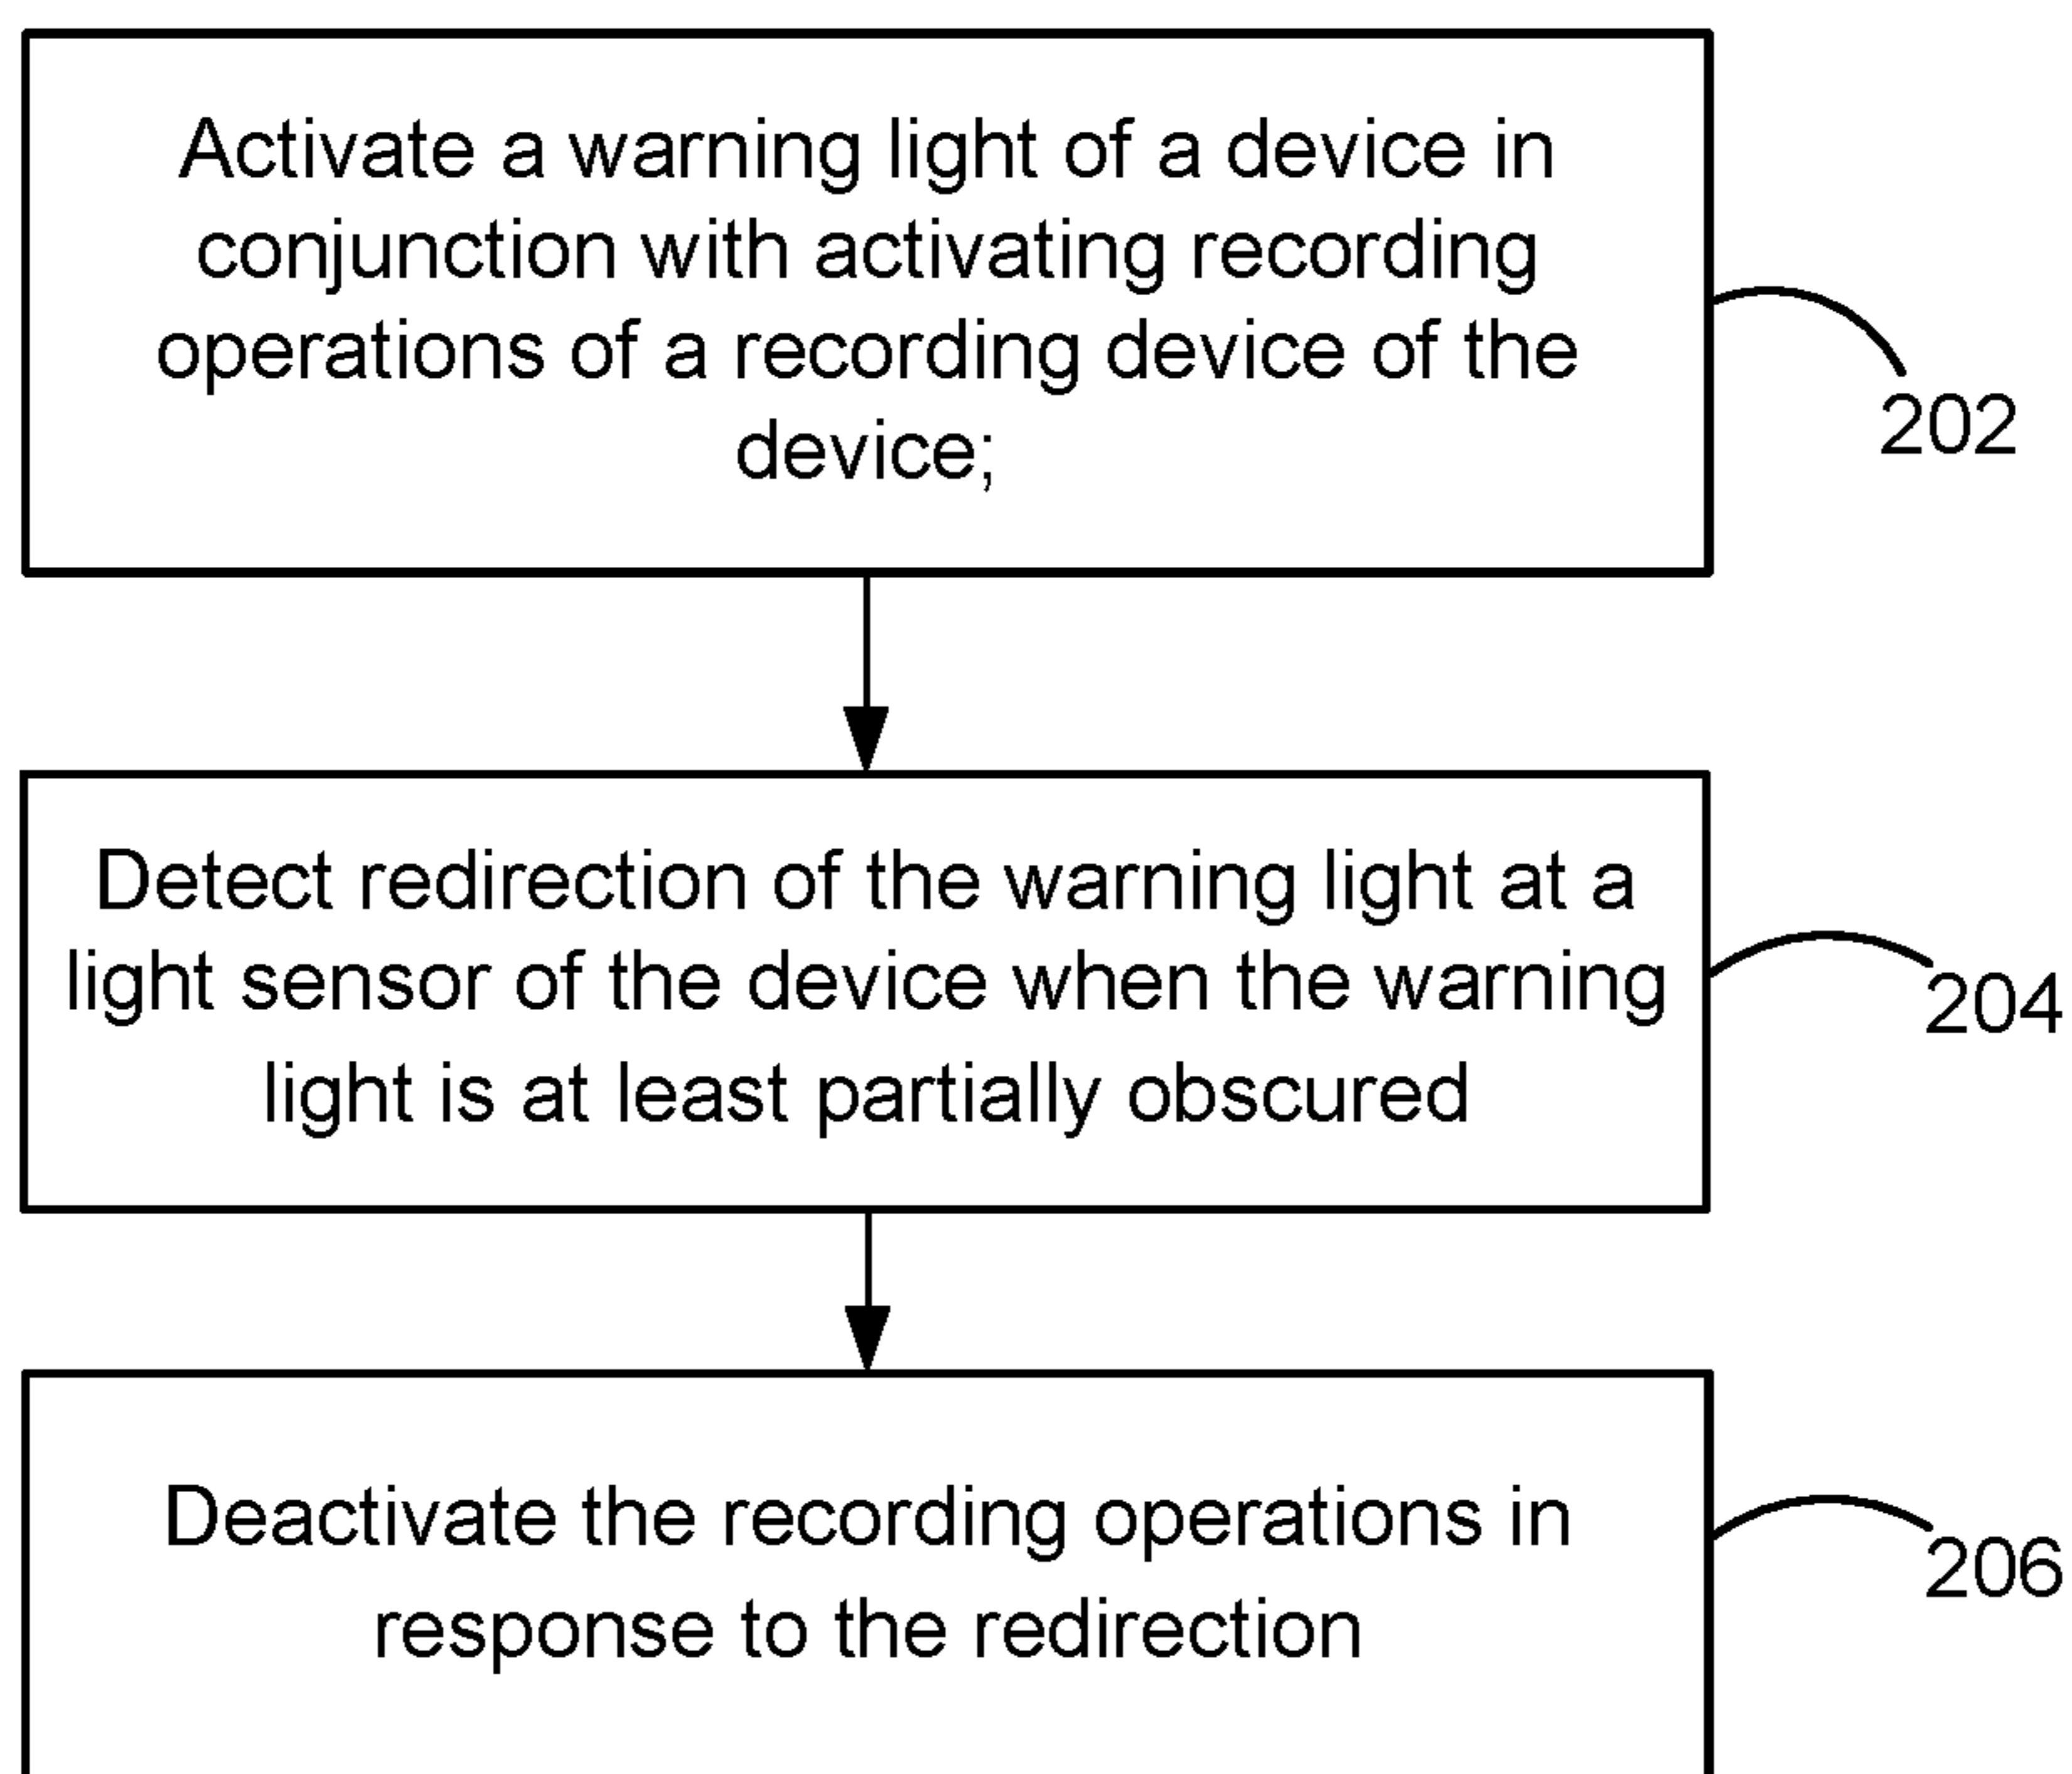 Activate a warning light of a device in
conjunction with activating recording
operations of a recording device of the
device;
202
Detect redirection of the warning light at a
light sensor of the device when the warning
light is at least partially obscured
204
Deactivate the recording operations in
response to the redirection
206